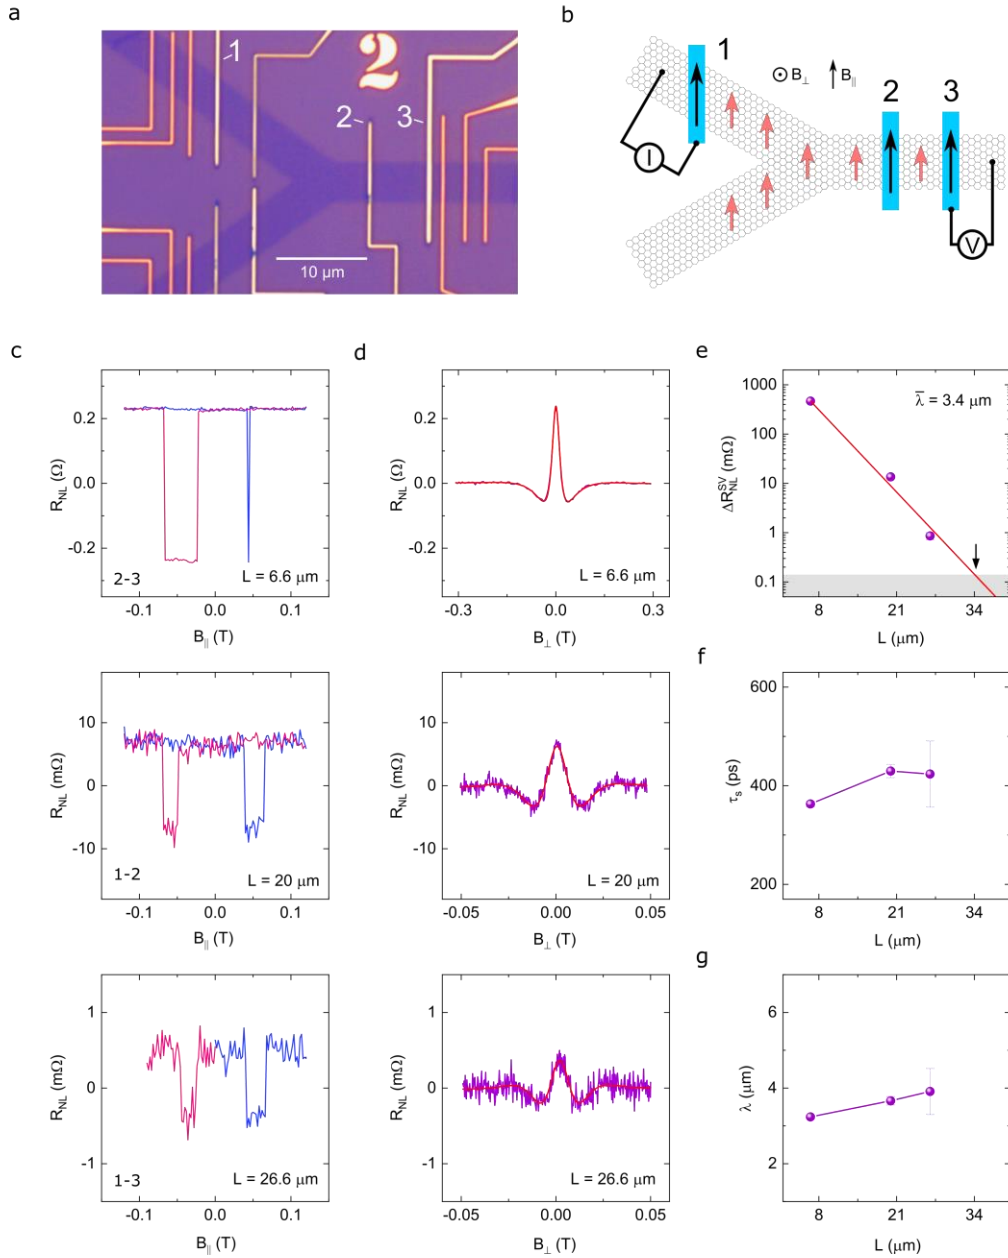 a
1
2
2
3
10 μm
b
1
⊙ B⊥
↑ B∥
2
3
I
V
c
0.2
0.0
-0.2
R_NL (Ω)
2-3
L = 6.6 μm
-0.1
0.0
0.1
B∥ (T)
10
0
-10
R_NL (mΩ)
1-2
L = 20 μm
-0.1
0.0
0.1
B∥ (T)
1
0
-1
R_NL (mΩ)
1-3
L = 26.6 μm
-0.1
0.0
0.1
B∥ (T)
d
0.2
0.0
-0.2
R_NL (Ω)
L = 6.6 μm
-0.3
0.0
0.3
B⊥ (T)
10
0
-10
R_NL (mΩ)
L = 20 μm
-0.05
0.00
0.05
B⊥ (T)
1
0
-1
R_NL (mΩ)
L = 26.6 μm
-0.05
0.00
0.05
B⊥ (T)
e
1000
100
10
1
0.1
ΔR_NL^SV (mΩ)
λ̄ = 3.4 μm
8
21
34
L (μm)
f
600
400
200
τ_s (ps)
8
21
34
L (μm)
g
6
4
2
λ (μm)
8
21
34
L (μm)